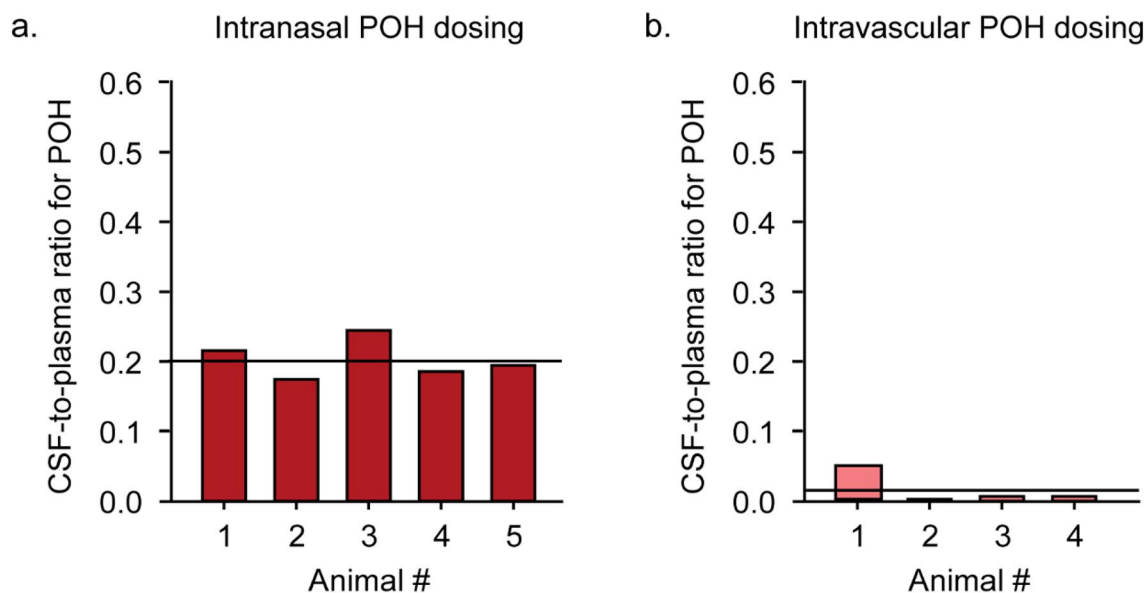 a.
Intranasal POH dosing
CSF-to-plasma ratio for POH
0.6
0.5
0.4
0.3
0.2
0.1
0.0
1 2 3 4 5
Animal #
b.
Intravascular POH dosing
CSF-to-plasma ratio for POH
0.6
0.5
0.4
0.3
0.2
0.1
0.0
1 2 3 4
Animal #